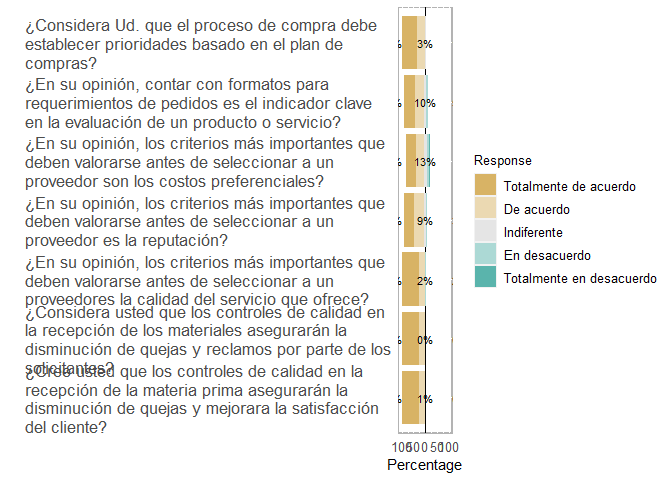 ¿Considera Ud. que el proceso de compra debe
establecer prioridades basado en el plan de
compras?
% 3%
¿En su opinión, contar con formatos para
requerimientos de pedidos es el indicador clave
en la evaluación de un producto o servicio?
% 10%
¿En su opinión, los criterios más importantes que
deben valorarse antes de seleccionar a un
proveedor son los costos preferenciales?
% 13%
¿En su opinión, los criterios más importantes que
deben valorarse antes de seleccionar a un
proveedor es la reputación?
% 9%
¿En su opinión, los criterios más importantes que
deben valorarse antes de seleccionar a un
proveedores la calidad del servicio que ofrece?
% 2%
¿Considera usted que los controles de calidad en
la recepción de los materiales asegurarán la
disminución de quejas y reclamos por parte de los
solicitantes?
% 0%
¿Cree usted que los controles de calidad en la
recepción de la materia prima asegurarán la
disminución de quejas y mejorara la satisfacción
del cliente?
% 1%
100 50 0 50 100
Percentage
Response
Totalmente de acuerdo
De acuerdo
Indiferente
En desacuerdo
Totalmente en desacuerdo